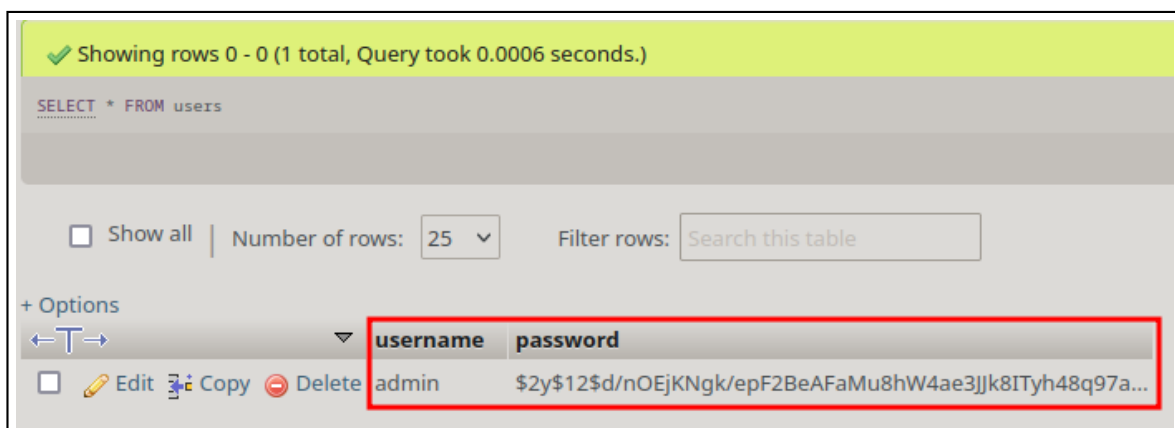 Showing rows 0 - 0 (1 total, Query took 0.0006 seconds.)
SELECT * FROM users
Show all | Number of rows: 25 Filter rows: Search this table
+ Options
username password
Edit Copy Delete admin $2y$12$d/nOEjKNgk/epF2BeAFaMu8hW4ae3JJk8ITyh48q97a...